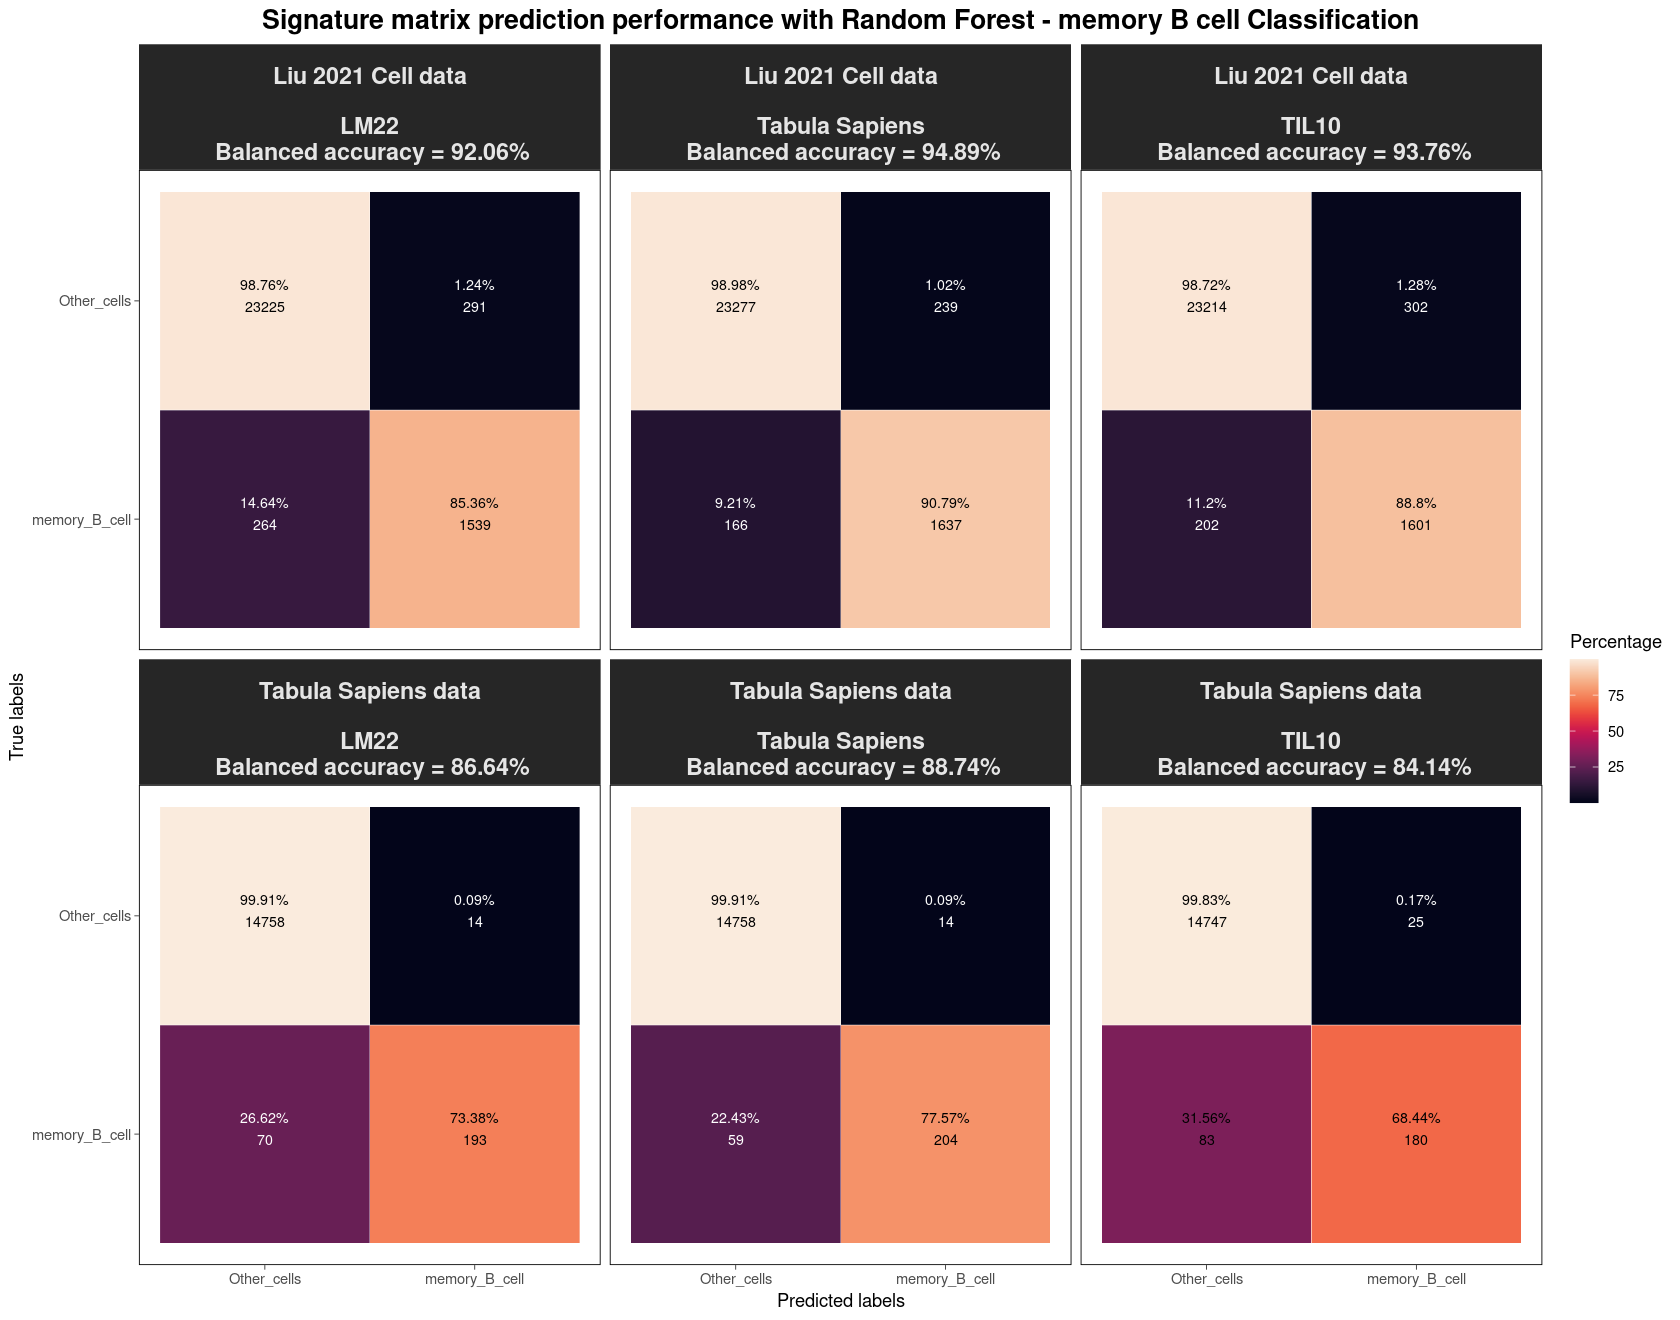 Signature matrix prediction performance with Random Forest - memory B cell Classification
Liu 2021 Cell data
LM22
Balanced accuracy = 92.06%
Liu 2021 Cell data
Tabula Sapiens
Balanced accuracy = 94.89%
Liu 2021 Cell data
TIL10
Balanced accuracy = 93.76%
Other_cells
98.76%
23225
1.24%
291
98.98%
23277
1.02%
239
98.72%
23214
1.28%
302
memory_B_cell
14.64%
264
85.36%
1539
9.21%
166
90.79%
1637
11.2%
202
88.8%
1601
Tabula Sapiens data
LM22
Balanced accuracy = 86.64%
Tabula Sapiens data
Tabula Sapiens
Balanced accuracy = 88.74%
Tabula Sapiens data
TIL10
Balanced accuracy = 84.14%
Other_cells
99.91%
14758
0.09%
14
99.91%
14758
0.09%
14
99.83%
14747
0.17%
25
memory_B_cell
26.62%
70
73.38%
193
22.43%
59
77.57%
204
31.56%
83
68.44%
180
Other_cells
memory_B_cell
Other_cells
memory_B_cell
Other_cells
memory_B_cell
Predicted labels
True labels
Percentage
75
50
25